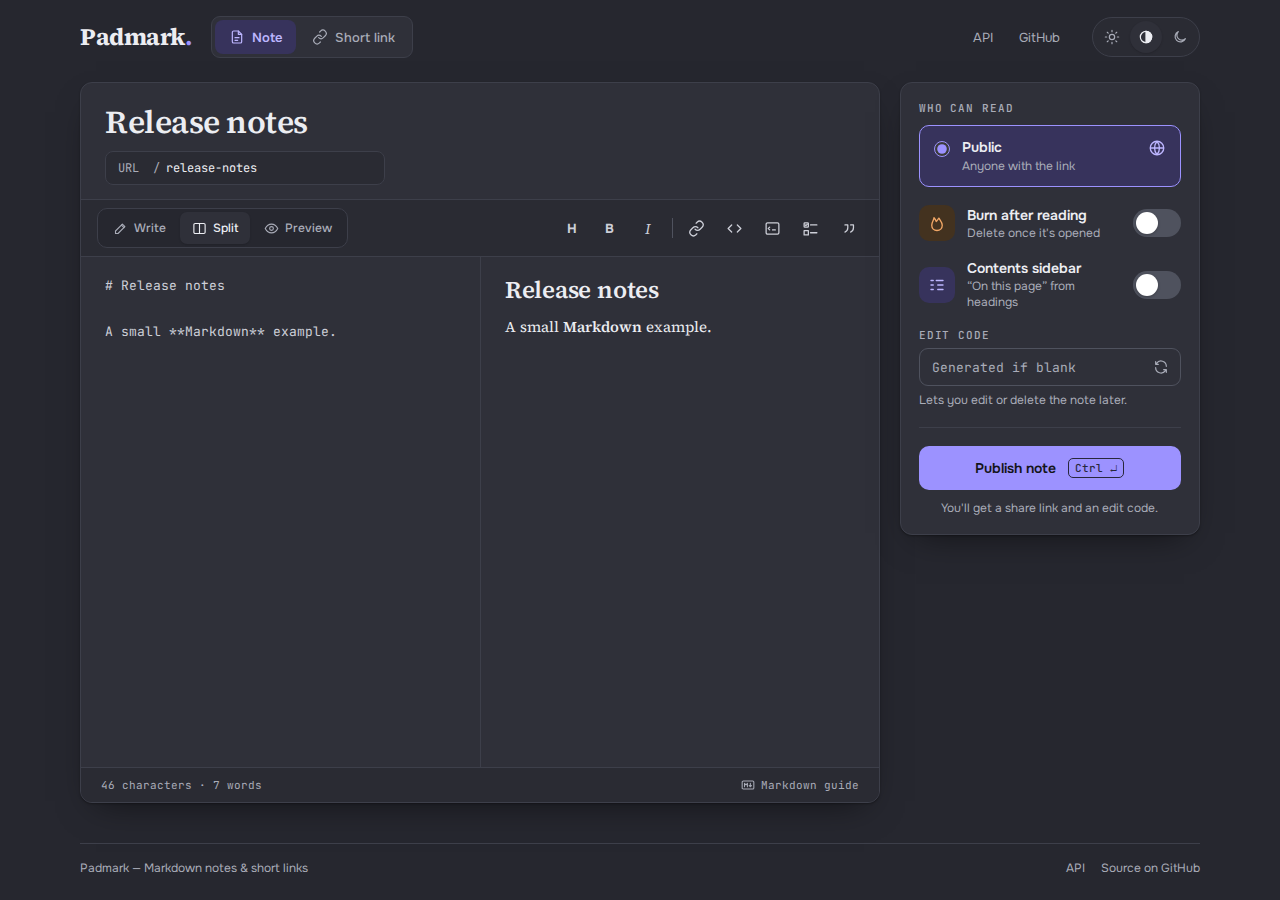 Padmark.
Note
Short link
API
GitHub
Release notes
URL / release-notes
Write
Split
Preview
H
B
I
# Release notes
A small **Markdown** example.
Release notes
A small Markdown example.
46 characters · 7 words
Markdown guide
WHO CAN READ
Public
Anyone with the link
Burn after reading
Delete once it's opened
Contents sidebar
"On this page" from
headings
EDIT CODE
Generated if blank
Lets you edit or delete the note later.
Publish note Ctrl ↵
You'll get a share link and an edit code.
Padmark — Markdown notes & short links
API
Source on GitHub